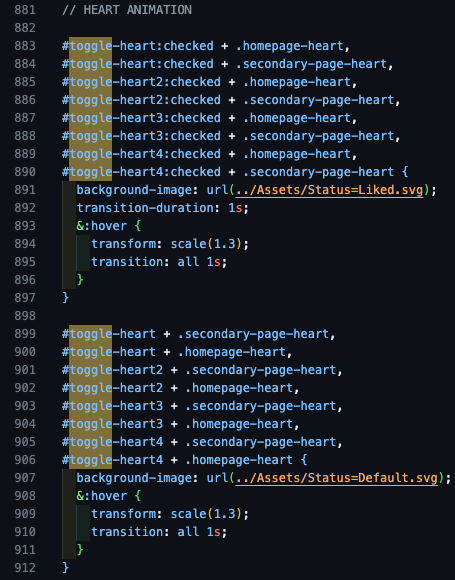 881 // HEART ANIMATION
882
883 #toggle-heart:checked + .homepage-heart,
884 #toggle-heart:checked + .secondary-page-heart,
885 #toggle-heart2:checked + .homepage-heart,
886 #toggle-heart2:checked + .secondary-page-heart,
887 #toggle-heart3:checked + .homepage-heart,
888 #toggle-heart3:checked + .secondary-page-heart,
889 #toggle-heart4:checked + .homepage-heart,
890 #toggle-heart4:checked + .secondary-page-heart {
891   background-image: url(../Assets/Status=Liked.svg);
892   transition-duration: 1s;
893   &:hover {
894     transform: scale(1.3);
895     transition: all 1s;
896   }
897 }
898
899 #toggle-heart + .secondary-page-heart,
900 #toggle-heart + .homepage-heart,
901 #toggle-heart2 + .secondary-page-heart,
902 #toggle-heart2 + .homepage-heart,
903 #toggle-heart3 + .secondary-page-heart,
904 #toggle-heart3 + .homepage-heart,
905 #toggle-heart4 + .secondary-page-heart,
906 #toggle-heart4 + .homepage-heart {
907   background-image: url(../Assets/Status=Default.svg);
908   &:hover {
909     transform: scale(1.3);
910     transition: all 1s;
911   }
912 }